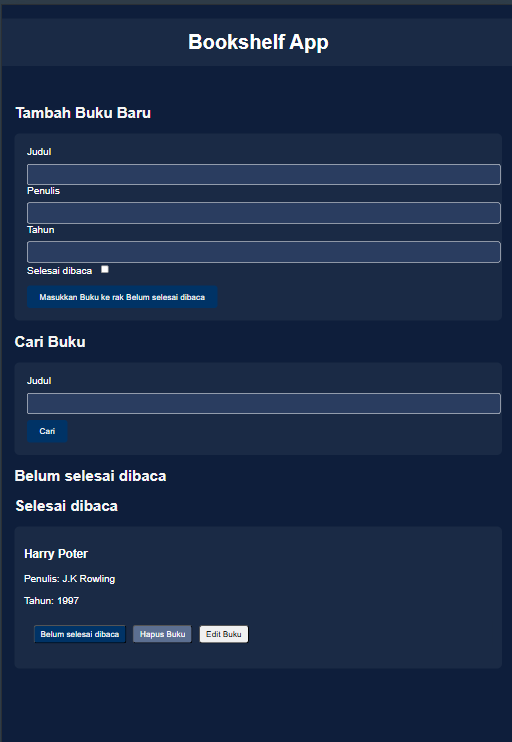 Bookshelf App
Tambah Buku Baru
Judul
Penulis
Tahun
Selesai dibaca
Masukkan Buku ke rak Belum selesai dibaca
Cari Buku
Judul
Cari
Belum selesai dibaca
Selesai dibaca
Harry Poter
Penulis: J.K Rowling
Tahun: 1997
Belum selesai dibaca Hapus Buku Edit Buku